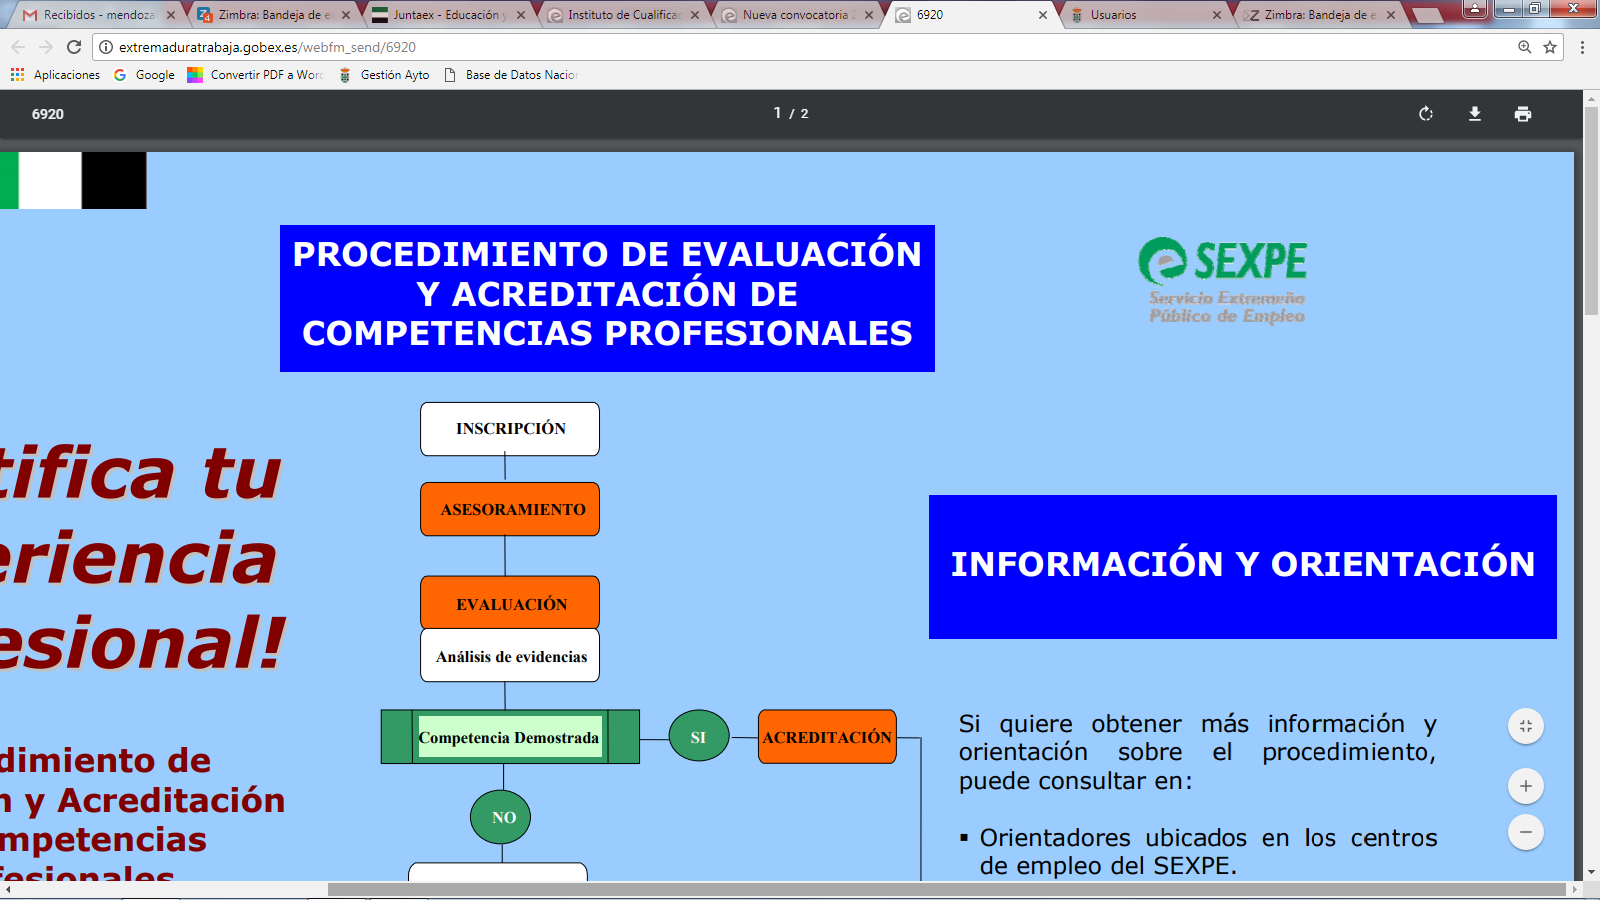 Recibidos - mendoza
Zimbra: Bandeja de e
Juntaex - Educación y
Instituto de Cualifica
Nueva convocatoria 2
6920
Usuarios
Zimbra: Bandeja de e
extremaduratrabaja.gobex.es/webfm_send/6920
Aplicaciones
Google
Convertir PDF a Word
Gestión Ayto
Base de Datos Nacion
6920
1 / 2
PROCEDIMIENTO DE EVALUACIÓN
Y ACREDITACIÓN DE
COMPETENCIAS PROFESIONALES
SEXPE
Servicio Extremeño
Público de Empleo
INSCRIPCIÓN
ASESORAMIENTO
EVALUACIÓN
Análisis de evidencias
Competencia Demostrada
SI
ACREDITACIÓN
NO
tifica tu
eriencia
esional!
dimiento de
n y Acreditación
mpetencias
fesionales
INFORMACIÓN Y ORIENTACIÓN
Si quiere obtener más información y
orientación sobre el procedimiento,
puede consultar en:
▪ Orientadores ubicados en los centros
de empleo del SEXPE.